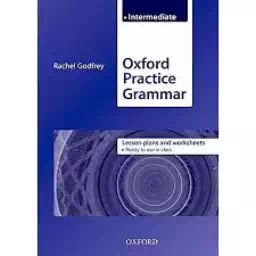 Intermediate
Rachel Godfrey
Oxford
Practice
Grammar
Lesson plans and worksheets
Ready to use in class
OXFORD